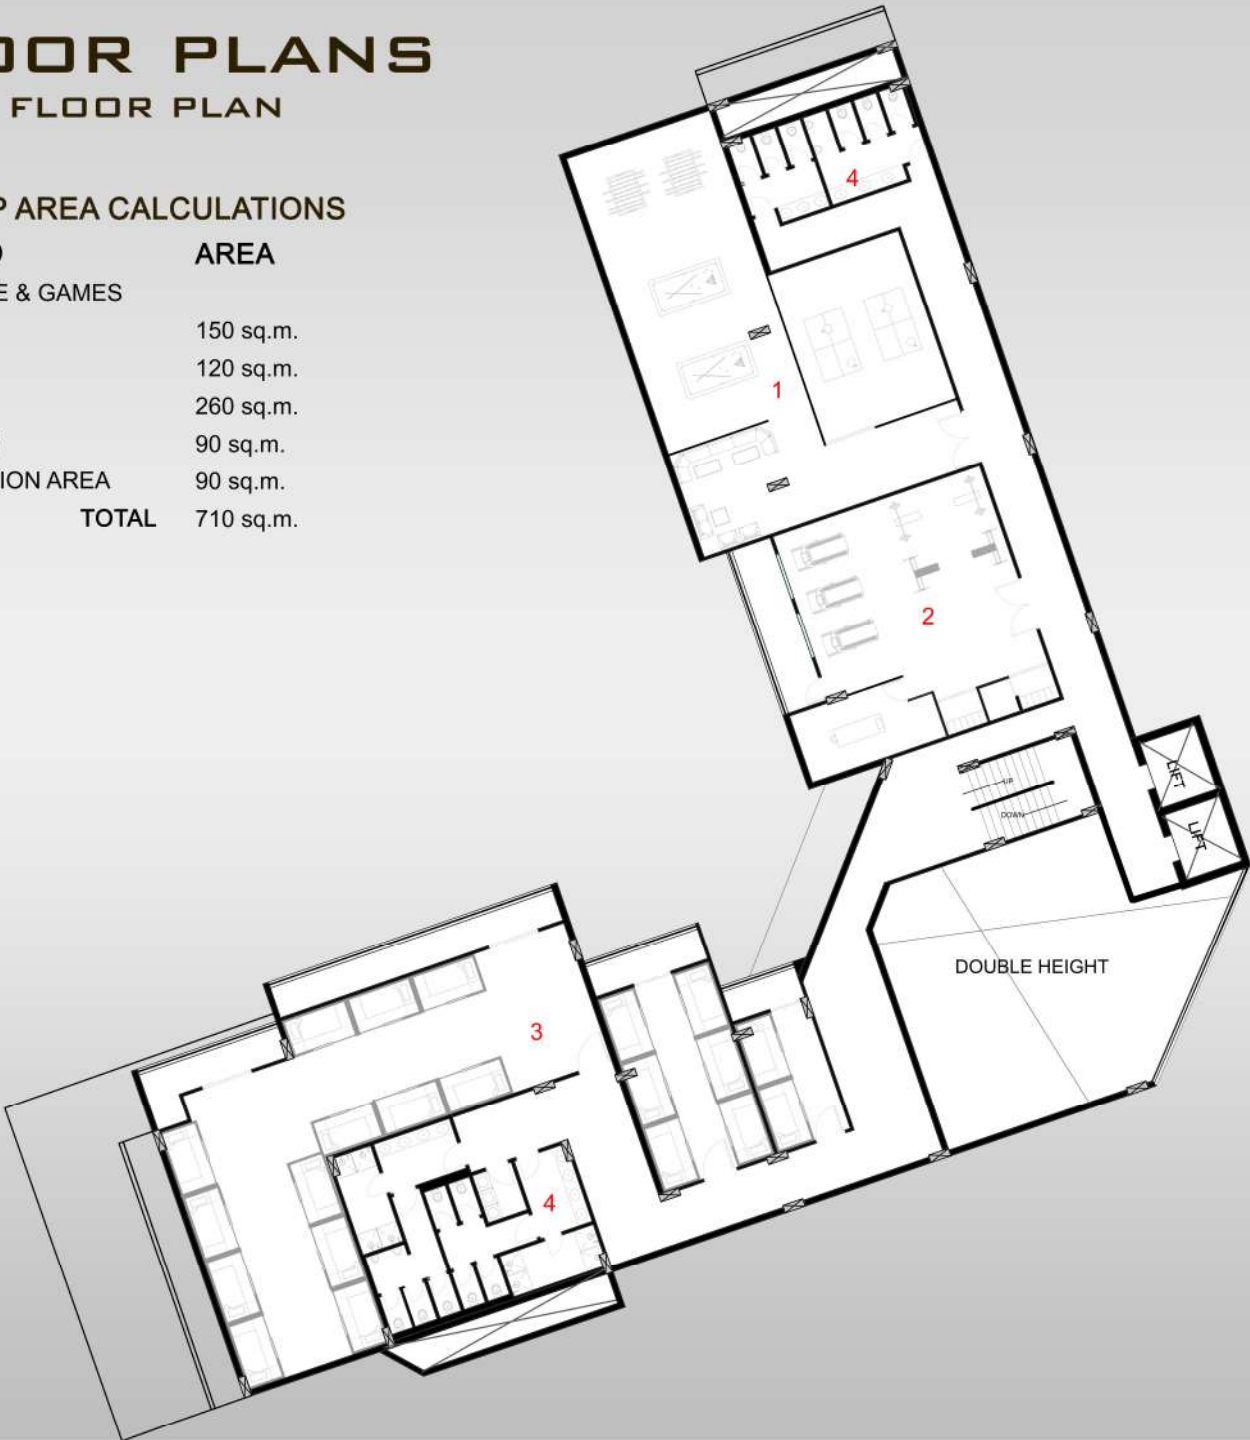 OOR PLANS
FLOOR PLAN
P AREA CALCULATIONS
AREA
E & GAMES
150 sq.m.
120 sq.m.
260 sq.m.
90 sq.m.
ION AREA 90 sq.m.
TOTAL 710 sq.m.
4
1
2
LIFT
UP
DOWN
LIFT
DOUBLE HEIGHT
3
4